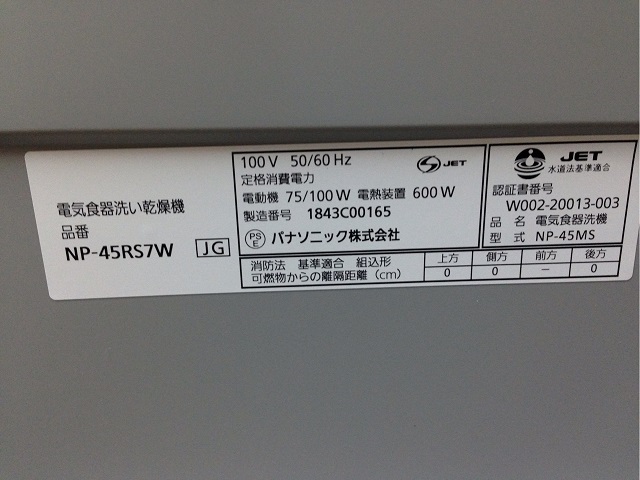 電気食器洗い乾燥機
品番
NP-45RS7W JG
100V 50/60Hz
定格消費電力
電動機 75/100W 電熱装置 600W
製造番号 1843C00165
PSE パナソニック株式会社
JET
消防法 基準適合 組込形
可燃物からの離隔距離(cm)
上方 側方 前方 後方
0 0 － 0
JET
水道法基準適合
認証書番号
W002-20013-003
品名 電気食器洗機
型式 NP-45MS